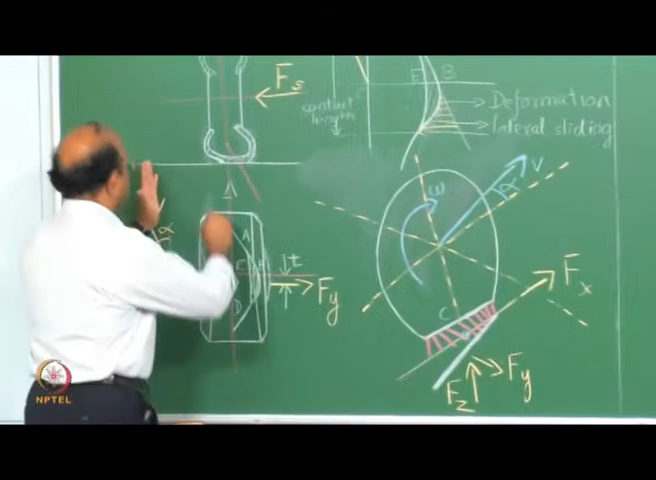 Fs
contact
length
E B
Deformation
lateral sliding
A
α
A
E
t
D
Fy
ω
V
α
C
Fx
Fz
Fy
NPTEL